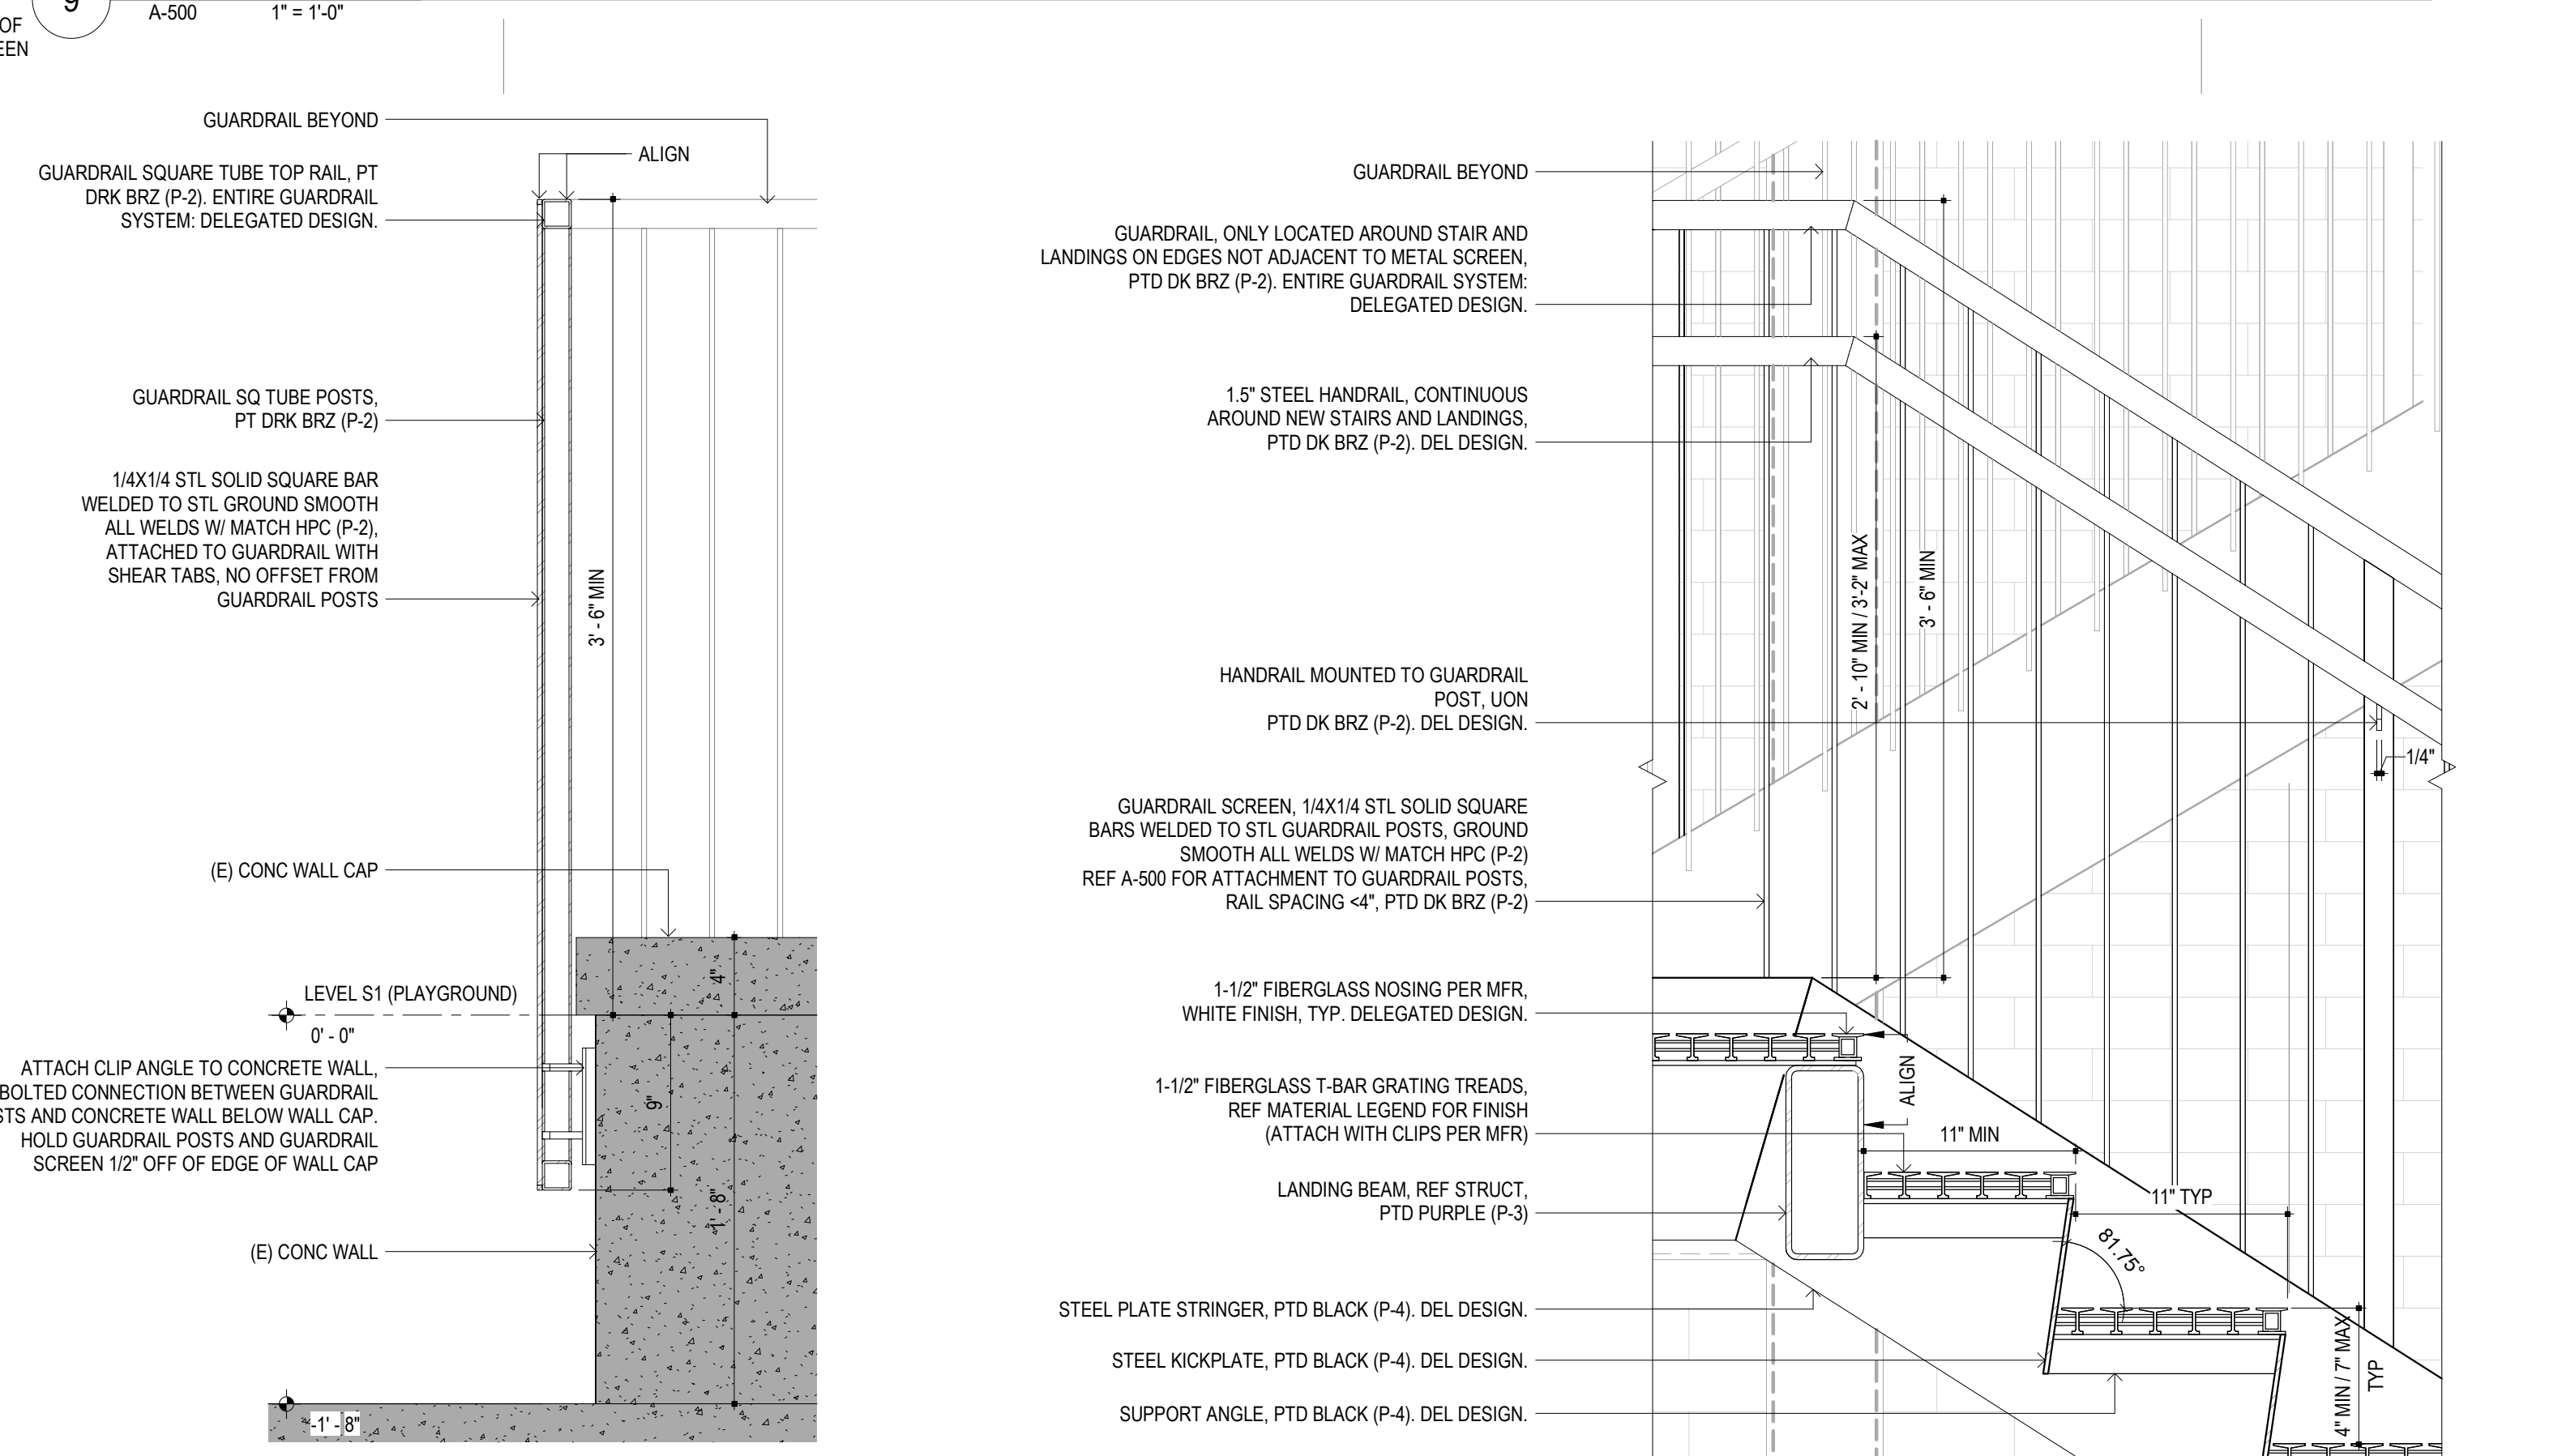 9
A-500
1" = 1'-0"
OF
EEN
GUARDRAIL BEYOND
ALIGN
GUARDRAIL SQUARE TUBE TOP RAIL, PT
DRK BRZ (P-2). ENTIRE GUARDRAIL
SYSTEM: DELEGATED DESIGN.
GUARDRAIL SQ TUBE POSTS,
PT DRK BRZ (P-2)
1/4X1/4 STL SOLID SQUARE BAR
WELDED TO STL GROUND SMOOTH
ALL WELDS W/ MATCH HPC (P-2),
ATTACHED TO GUARDRAIL WITH
SHEAR TABS, NO OFFSET FROM
GUARDRAIL POSTS
3' - 6" MIN
(E) CONC WALL CAP
4"
LEVEL S1 (PLAYGROUND)
0' - 0"
ATTACH CLIP ANGLE TO CONCRETE WALL,
BOLTED CONNECTION BETWEEN GUARDRAIL
STS AND CONCRETE WALL BELOW WALL CAP.
HOLD GUARDRAIL POSTS AND GUARDRAIL
SCREEN 1/2" OFF OF EDGE OF WALL CAP
9"
1' - 8"
(E) CONC WALL
-1' - 8"
GUARDRAIL BEYOND
GUARDRAIL, ONLY LOCATED AROUND STAIR AND
LANDINGS ON EDGES NOT ADJACENT TO METAL SCREEN,
PTD DK BRZ (P-2). ENTIRE GUARDRAIL SYSTEM:
DELEGATED DESIGN.
1.5" STEEL HANDRAIL, CONTINUOUS
AROUND NEW STAIRS AND LANDINGS,
PTD DK BRZ (P-2). DEL DESIGN.
2' - 10" MIN / 3'-2" MAX
3' - 6" MIN
HANDRAIL MOUNTED TO GUARDRAIL
POST, UON
PTD DK BRZ (P-2). DEL DESIGN.
1/4"
GUARDRAIL SCREEN, 1/4X1/4 STL SOLID SQUARE
BARS WELDED TO STL GUARDRAIL POSTS, GROUND
SMOOTH ALL WELDS W/ MATCH HPC (P-2)
REF A-500 FOR ATTACHMENT TO GUARDRAIL POSTS,
RAIL SPACING <4", PTD DK BRZ (P-2)
1-1/2" FIBERGLASS NOSING PER MFR,
WHITE FINISH, TYP. DELEGATED DESIGN.
ALIGN
1-1/2" FIBERGLASS T-BAR GRATING TREADS,
REF MATERIAL LEGEND FOR FINISH
(ATTACH WITH CLIPS PER MFR)
11" MIN
11" TYP
LANDING BEAM, REF STRUCT,
PTD PURPLE (P-3)
81.75°
STEEL PLATE STRINGER, PTD BLACK (P-4). DEL DESIGN.
STEEL KICKPLATE, PTD BLACK (P-4). DEL DESIGN.
4" MIN / 7" MAX
TYP
SUPPORT ANGLE, PTD BLACK (P-4). DEL DESIGN.